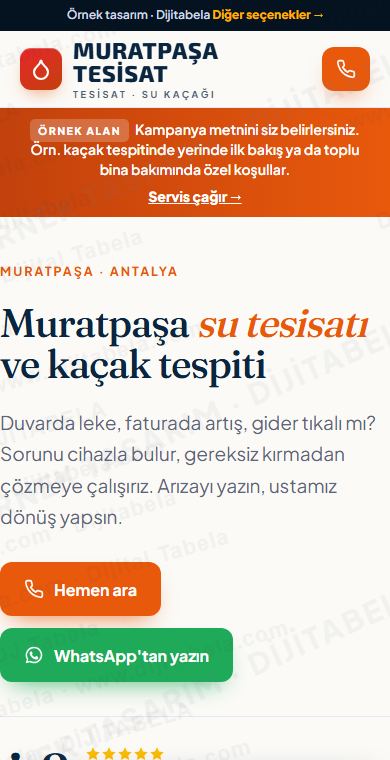 Örnek tasarım · Dijitabela Diğer seçenekler →
MURATPAŞA
TESİSAT
TESİSAT · SU KAÇAĞI
ÖRNEK ALAN Kampanya metnini siz belirlersiniz.
Örn. kaçak tespitinde yerinde ilk bakış ya da toplu
bina bakımında özel koşullar.
Servis çağır →
MURATPAŞA · ANTALYA
Muratpaşa su tesisatı
ve kaçak tespiti
Duvarda leke, faturada artış, gider tıkalı mı?
Sorunu cihazla bulur, gereksiz kırmadan
çözmeye çalışırız. Arızayı yazın, ustamız
dönüş yapsın.
Hemen ara
WhatsApp'tan yazın